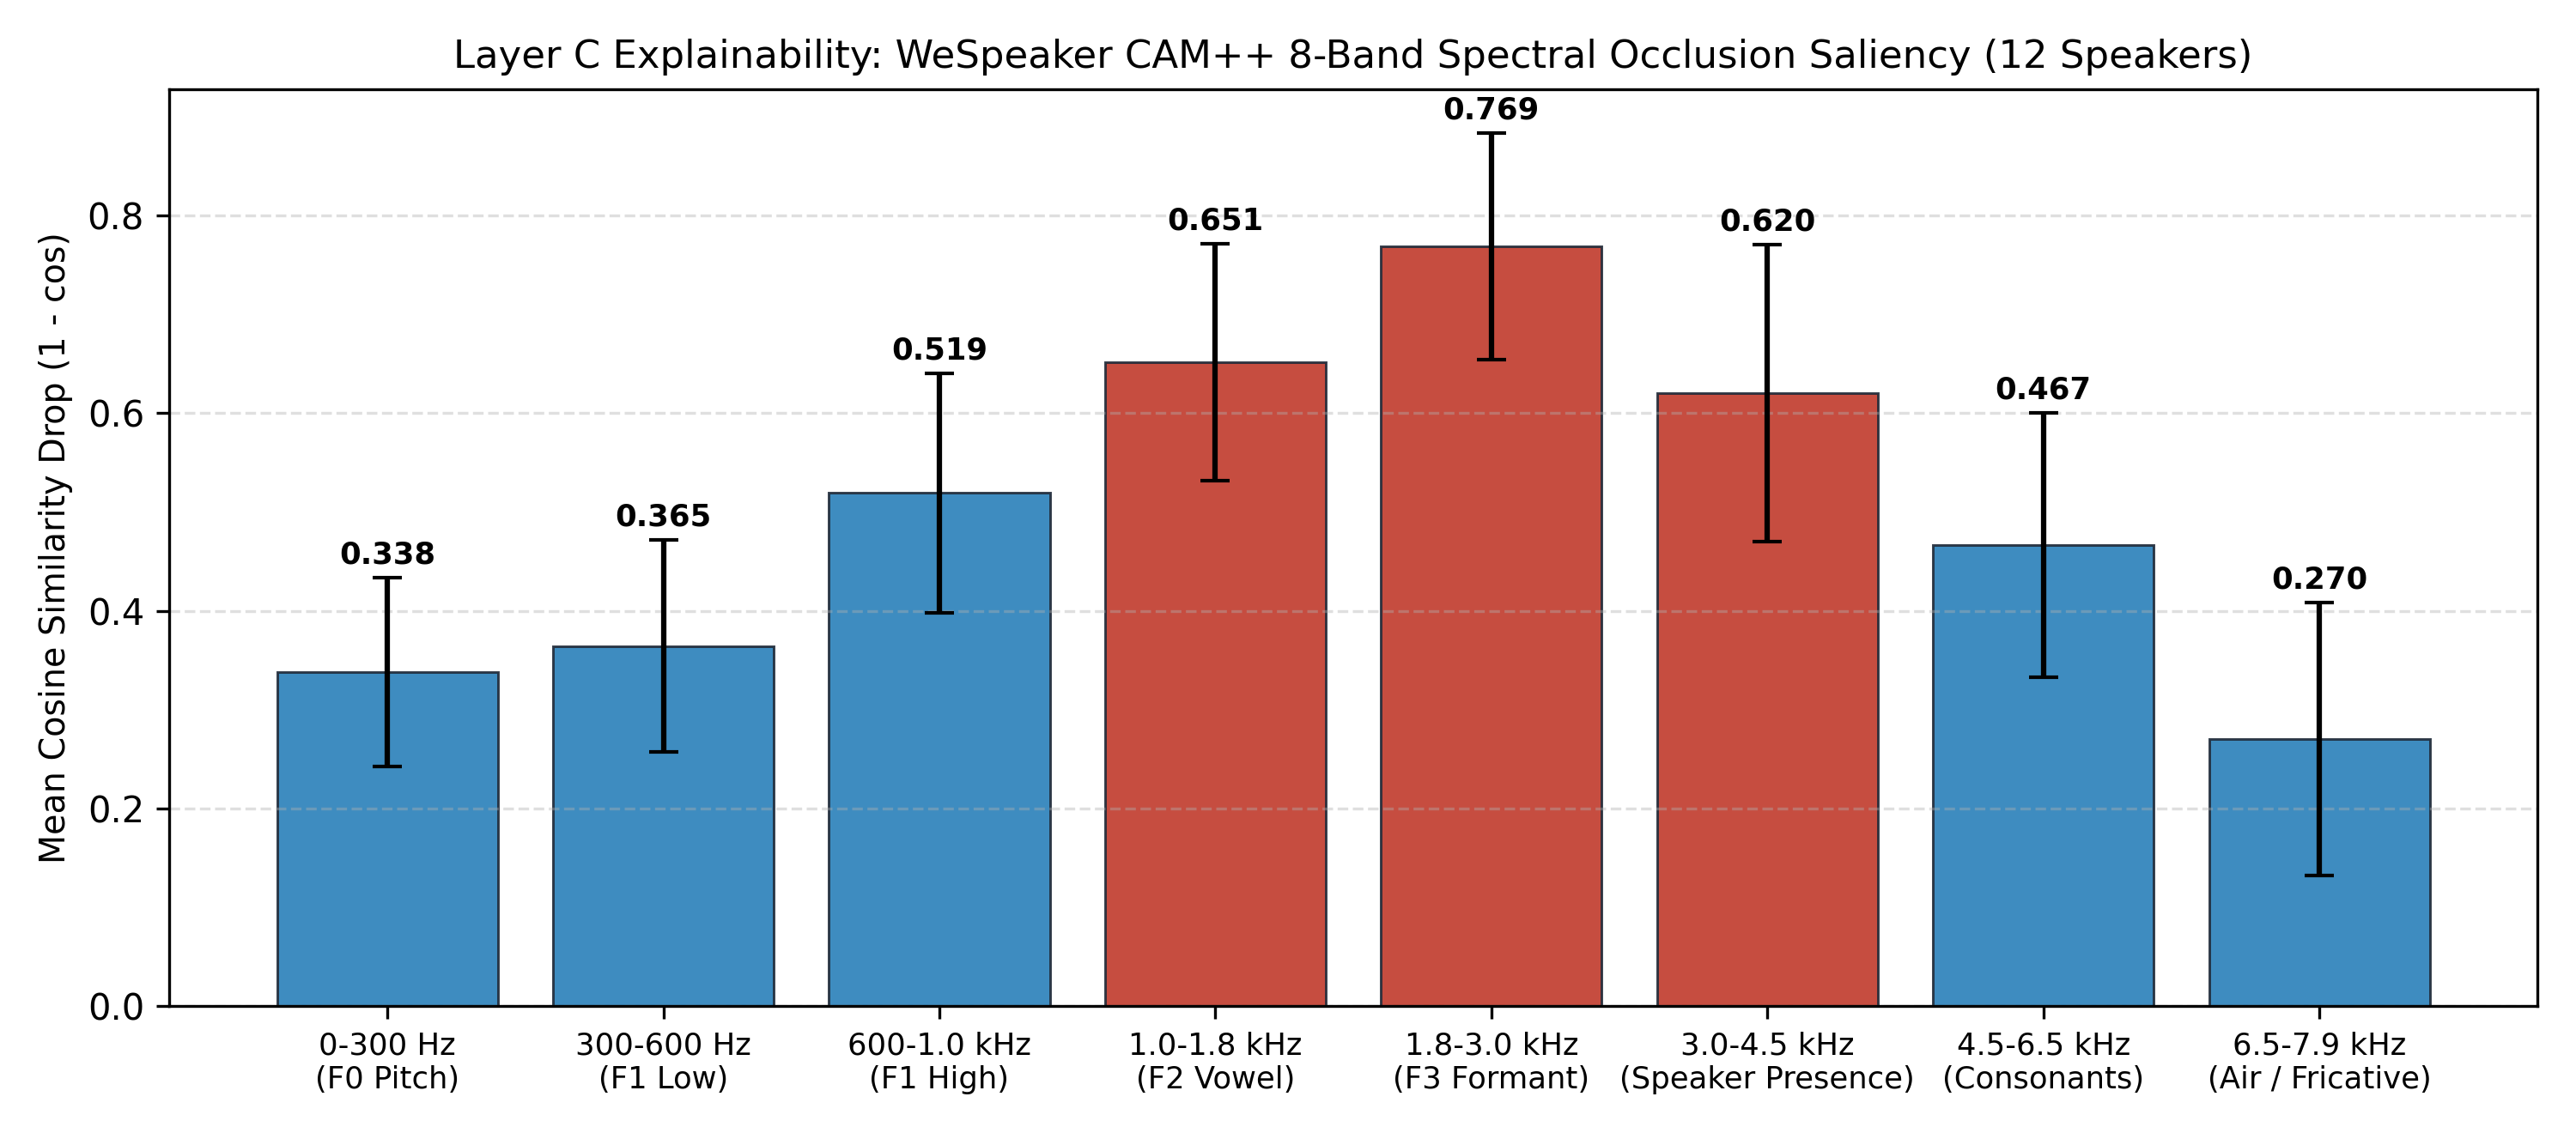 Layer C Explainability: WeSpeaker CAM++ 8-Band Spectral Occlusion Saliency (12 Speakers)
Mean Cosine Similarity Drop (1 - cos)
0.8
0.6
0.4
0.2
0.0
0.338
0.365
0.519
0.651
0.769
0.620
0.467
0.270
0-300 Hz
(F0 Pitch)
300-600 Hz
(F1 Low)
600-1.0 kHz
(F1 High)
1.0-1.8 kHz
(F2 Vowel)
1.8-3.0 kHz
(F3 Formant)
3.0-4.5 kHz
(Speaker Presence)
4.5-6.5 kHz
(Consonants)
6.5-7.9 kHz
(Air / Fricative)